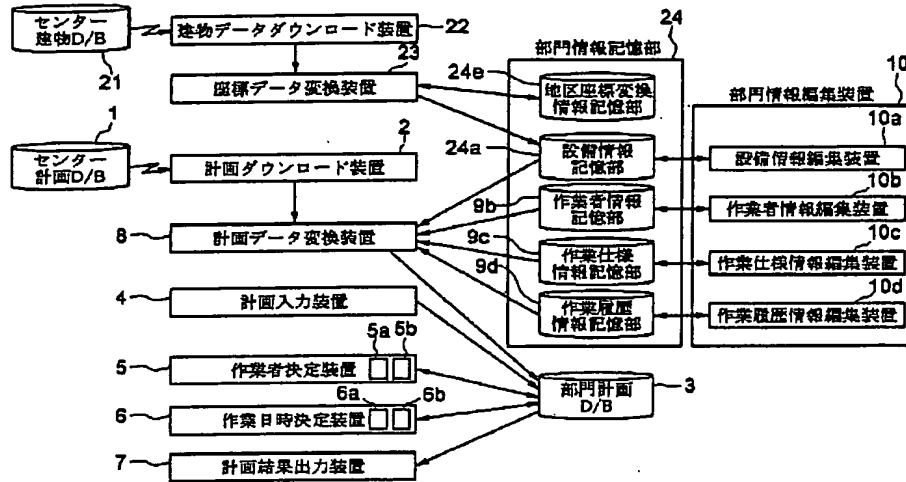 センター
建物D/B
21
建物データダウンロード装置
22
23
座標データ変換装置
1
センター
計画D/B
2
計画ダウンロード装置
8
計画データ変換装置
4
計画入力装置
5a
5b
5
作業者決定装置
6a
6b
6
作業日時決定装置
7
計画結果出力装置
24
部門情報記憶部
24e
地区座標変換
情報記憶部
24a
設備情報
記憶部
9b
作業者情報
記憶部
9c
作業仕様
情報記憶部
9d
作業履歴
情報記憶部
3
部門計画
D/B
10
部門情報編集装置
10a
設備情報編集装置
10b
作業者情報編集装置
10c
作業仕様情報編集装置
10d
作業履歴情報編集装置